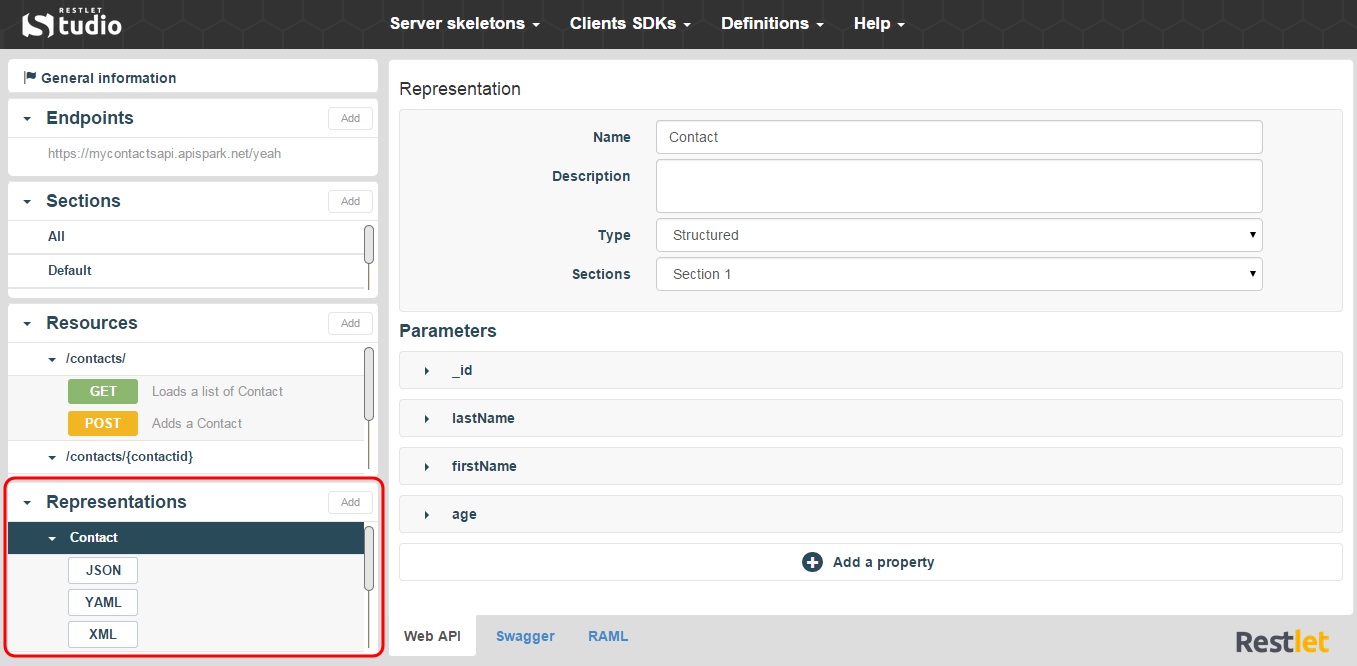 RESTLET
Studio
Server skeletons
Clients SDKs
Definitions
Help
General information
Endpoints
Add
https://mycontactsapi.apispark.net/yeah
Sections
Add
All
Default
Resources
Add
/contacts/
GET Loads a list of Contact
POST Adds a Contact
/contacts/{contactid}
Representations
Add
Contact
JSON
YAML
XML
Representation
Name Contact
Description
Type Structured
Sections Section 1
Parameters
_id
lastName
firstName
age
Add a property
Web API
Swagger
RAML
Restlet